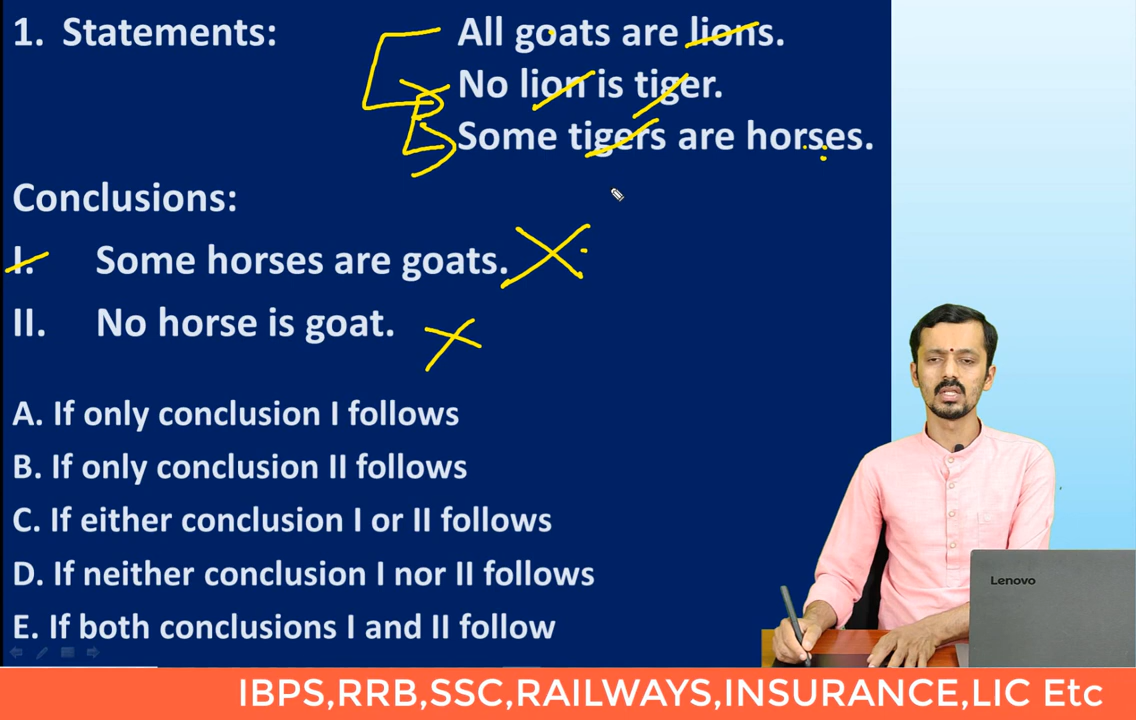 1. Statements: All goats are lions.
No lion is tiger.
Some tigers are horses.
Conclusions:
I. Some horses are goats.
II. No horse is goat.
A. If only conclusion I follows
B. If only conclusion II follows
C. If either conclusion I or II follows
D. If neither conclusion I nor II follows
E. If both conclusions I and II follow
Lenovo
IBPS,RRB,SSC,RAILWAYS,INSURANCE,LIC Etc